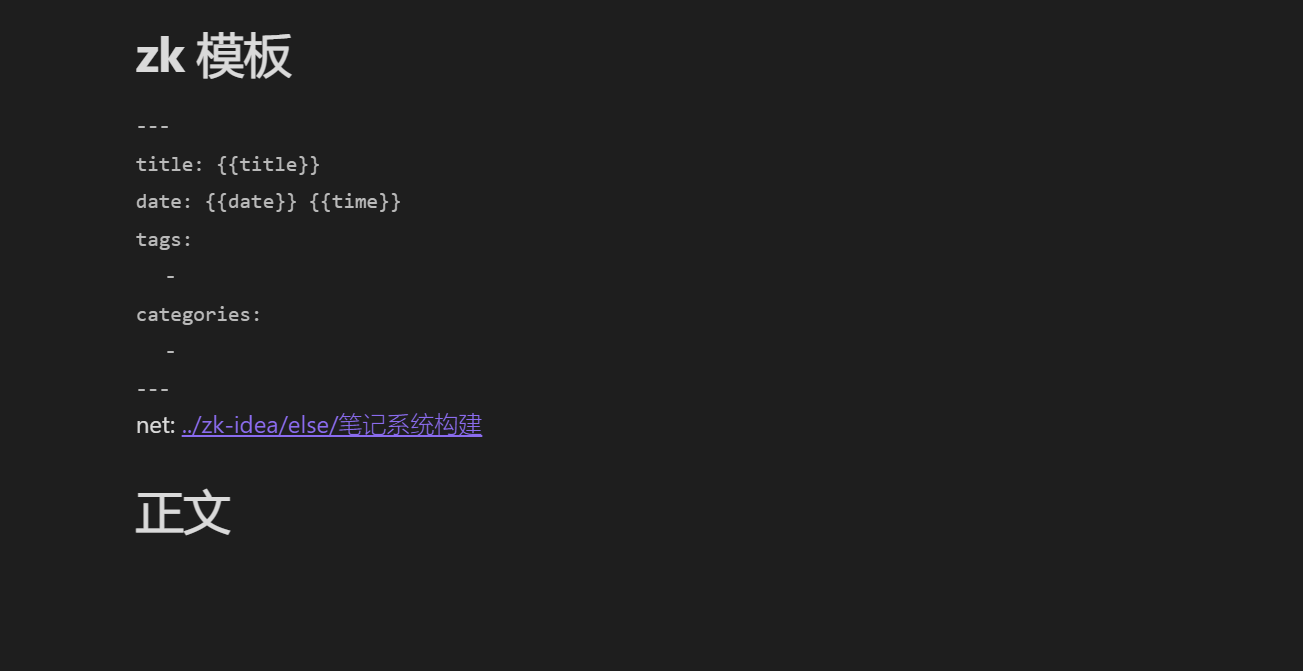 zk 模板
---
title: {{title}}
date: {{date}} {{time}}
tags:
-
categories:
-
---
net: ../zk-idea/else/笔记系统构建
正文